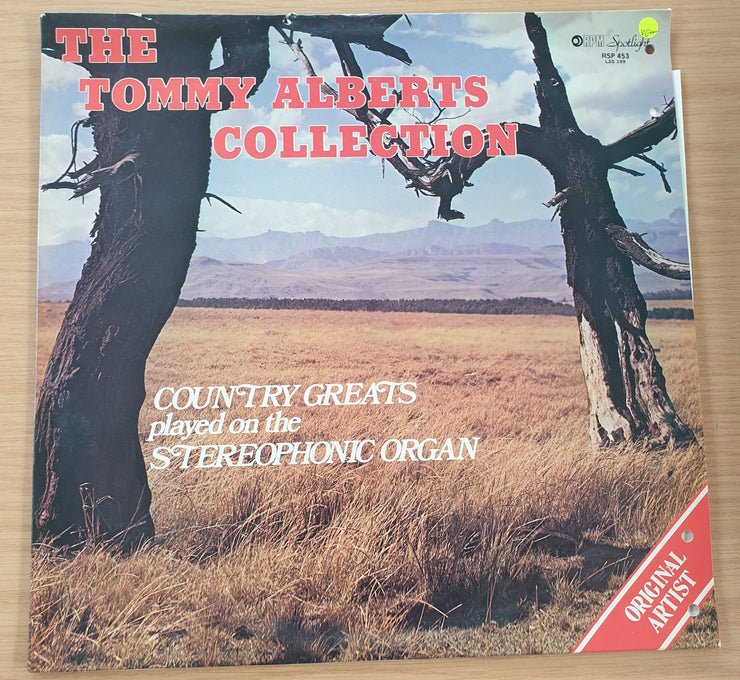 THE
TOMMY ALBERTS
COLLECTION
RPM Spotlight
RSP 453
LSS 199
VG++
COUNTRY GREATS
played on the
STEREOPHONIC ORGAN
ORIGINAL
ARTIST